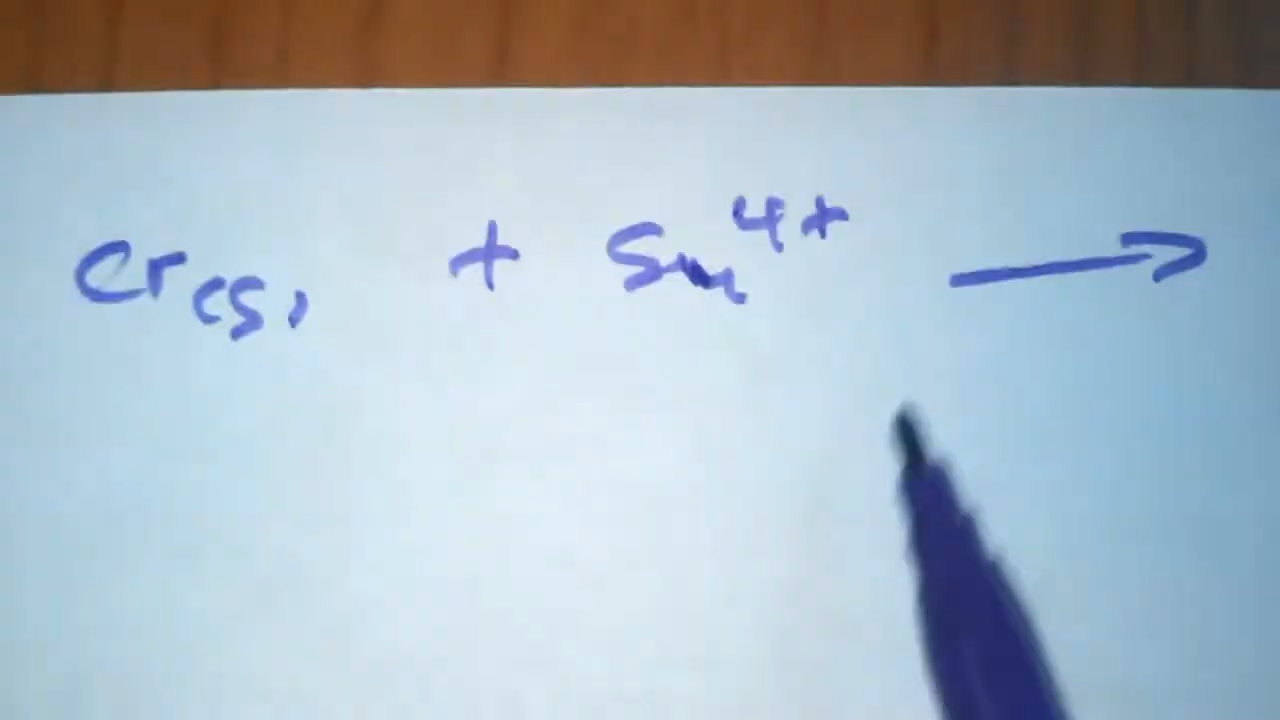 Cr(s) + Sn⁴⁺ →